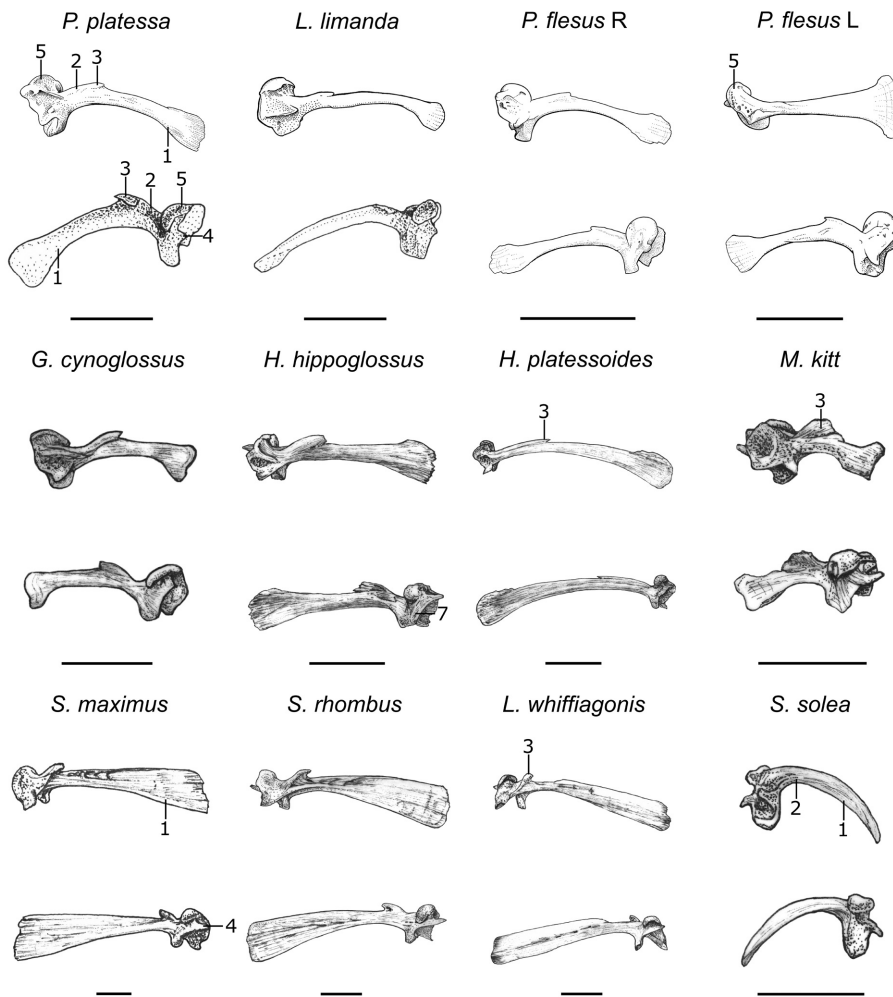 P. platessa L. limanda P. flesus R P. flesus L
5 2 3 5
1
3 2 5
4
1
G. cynoglossus H. hippoglossus H. platessoides M. kitt
3 3
7
S. maximus S. rhombus L. whiffiagonis S. solea
3
2 1
1
4